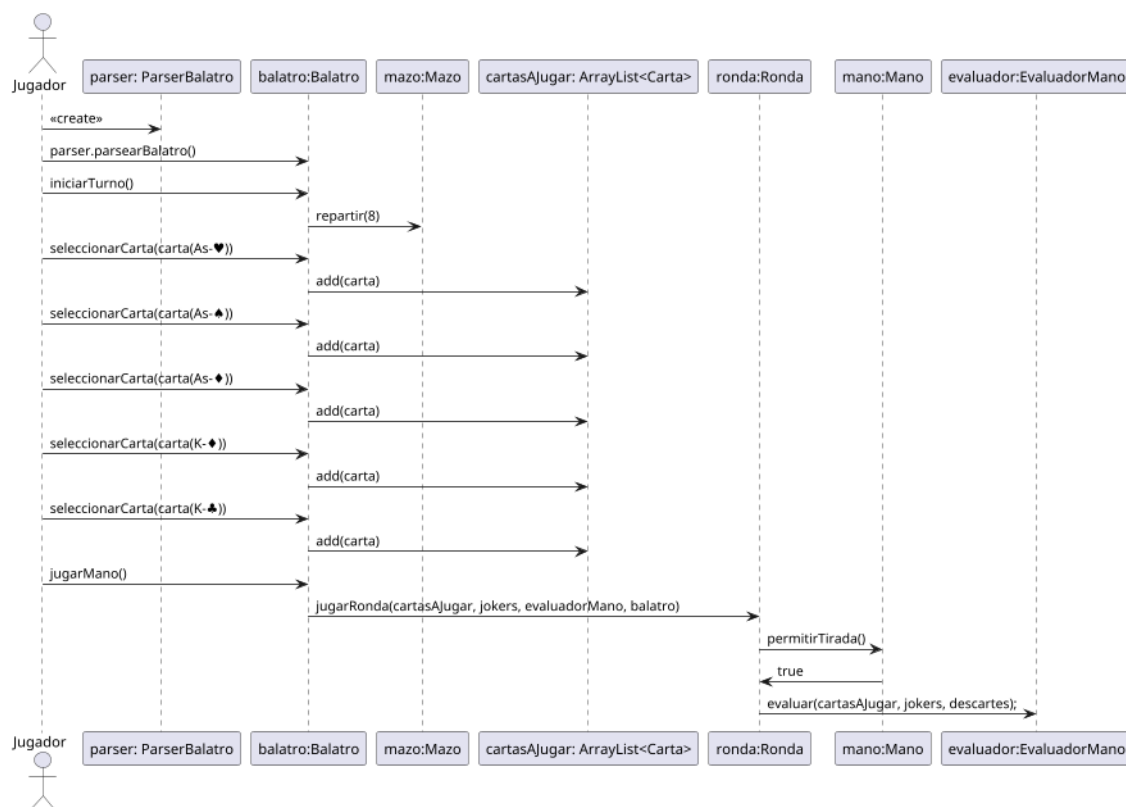 Jugador
parser: ParserBalatro
balatro:Balatro
mazo:Mazo
cartasAJugar: ArrayList<Carta>
ronda:Ronda
mano:Mano
evaluador:EvaluadorMano
«create»
parser.parsearBalatro()
iniciarTurno()
repartir(8)
seleccionarCarta(carta(As-♥))
add(carta)
seleccionarCarta(carta(As-♠))
add(carta)
seleccionarCarta(carta(As-♦))
add(carta)
seleccionarCarta(carta(K-♦))
add(carta)
seleccionarCarta(carta(K-♣))
add(carta)
jugarMano()
jugarRonda(cartasAJugar, jokers, evaluadorMano, balatro)
permitirTirada()
true
evaluar(cartasAJugar, jokers, descartes);
Jugador
parser: ParserBalatro
balatro:Balatro
mazo:Mazo
cartasAJugar: ArrayList<Carta>
ronda:Ronda
mano:Mano
evaluador:EvaluadorMano